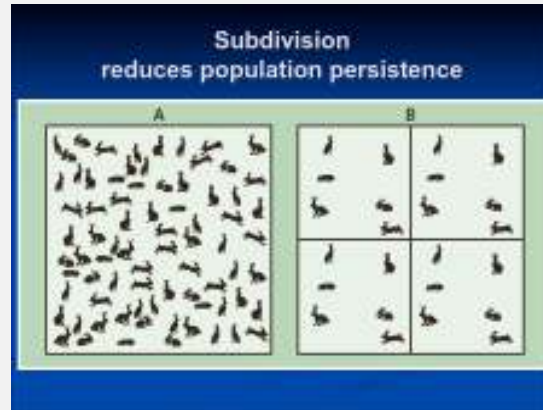 Subdivision
reduces population persistence
A
B